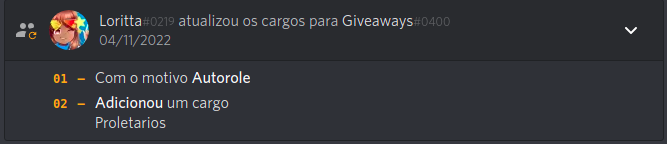 Loritta#0219 atualizou os cargos para Giveaways#0400
04/11/2022
01 — Com o motivo Autorole
02 — Adicionou um cargo
Proletarios